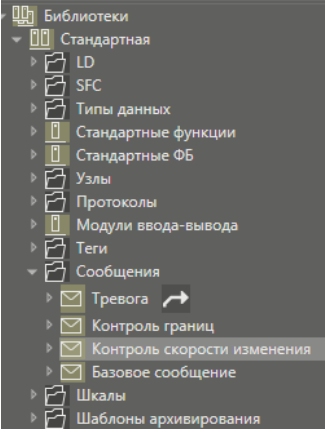 Библиотеки
Стандартная
LD
SFC
Типы данных
Стандартные функции
Стандартные ФБ
Узлы
Протоколы
Модули ввода-вывода
Теги
Сообщения
Тревога
Контроль границ
Контроль скорости изменения
Базовое сообщение
Шкалы
Шаблоны архивирования